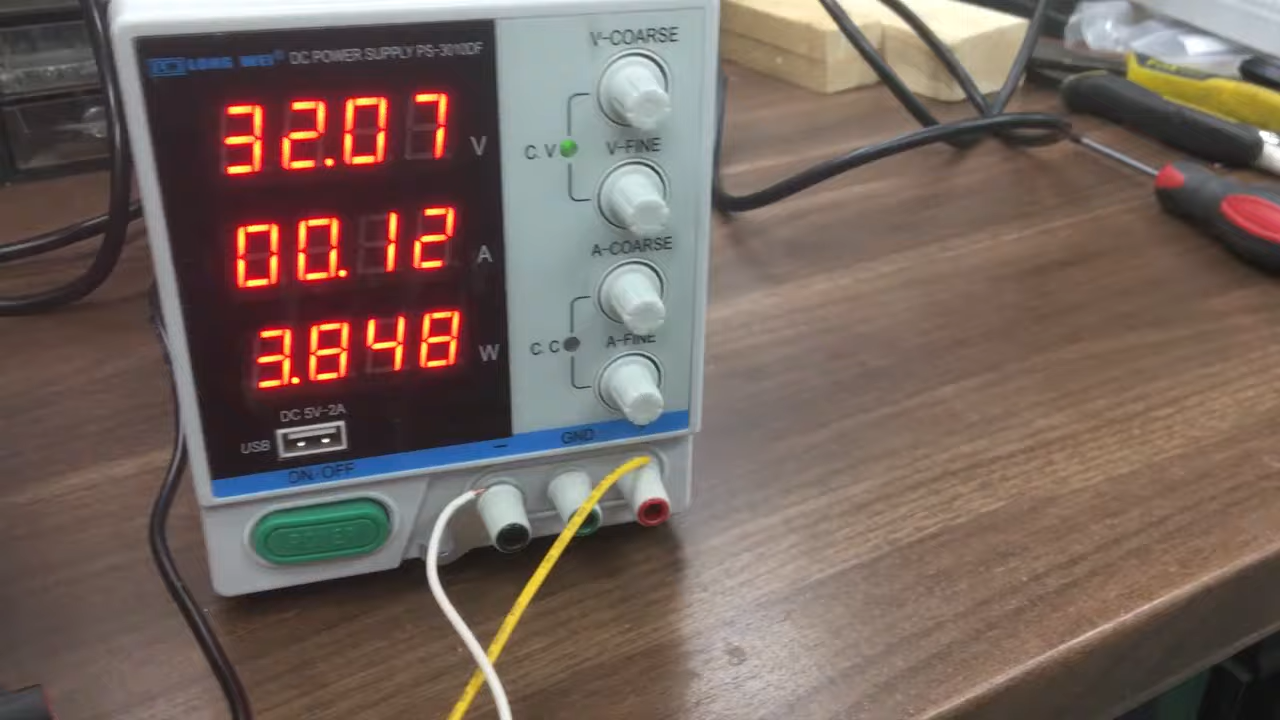 LONG WEI® DC POWER SUPPLY PS-3010DF
32.07 V
00.12 A
3.848 W
DC 5V-2A
USB
ON/OFF
POWER
V-COARSE
C.V
V-FINE
A-COARSE
C.C
A-FINE
− GND